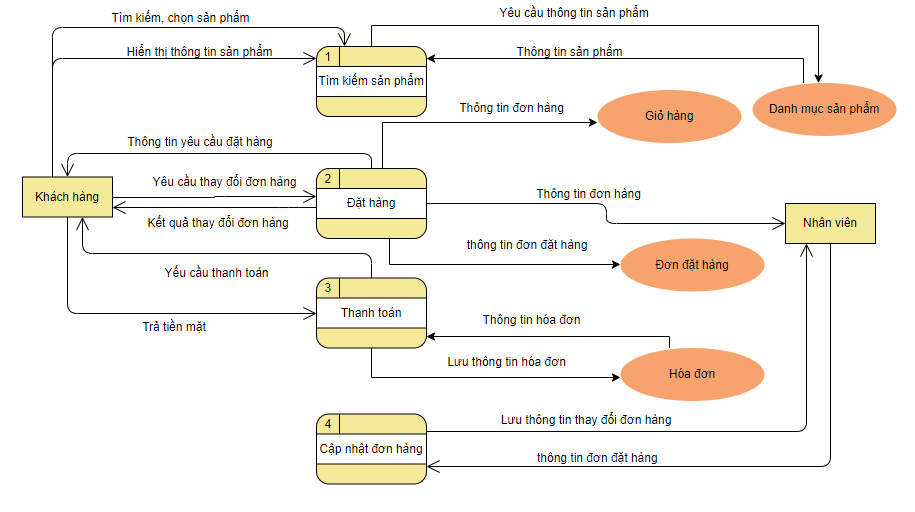 Tìm kiếm, chọn sản phẩm
Yêu cầu thông tin sản phẩm
Hiển thị thông tin sản phẩm
1
Tìm kiếm sản phẩm
Thông tin sản phẩm
Danh mục sản phẩm
Thông tin đơn hàng
Giỏ hàng
Thông tin yêu cầu đặt hàng
2
Đặt hàng
Yêu cầu thay đổi đơn hàng
Khách hàng
Thông tin đơn hàng
Nhân viên
Kết quả thay đổi đơn hàng
thông tin đơn đặt hàng
Đơn đặt hàng
Yếu cầu thanh toán
3
Thanh toán
Trả tiền mặt
Thông tin hóa đơn
Lưu thông tin hóa đơn
Hóa đơn
4
Cập nhật đơn hàng
Lưu thông tin thay đổi đơn hàng
thông tin đơn đặt hàng